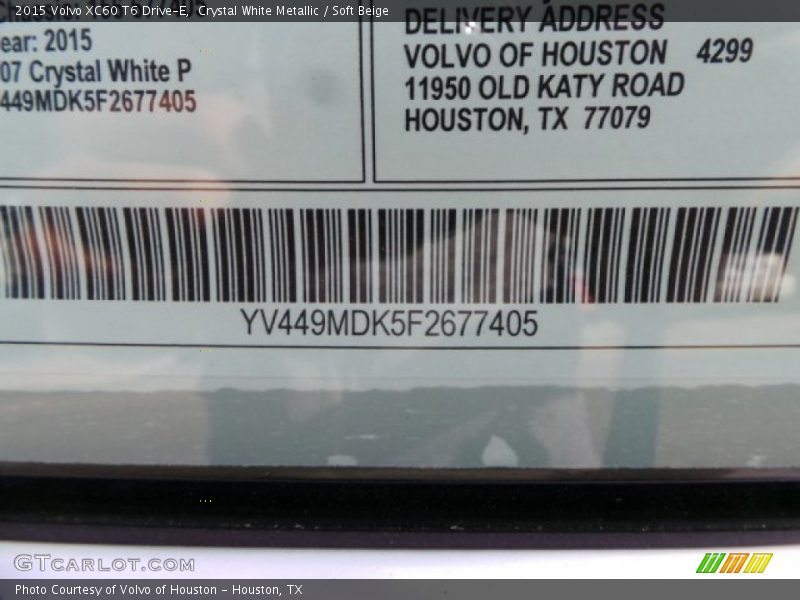 2015 Volvo XC60 T6 Drive-E, Crystal White Metallic / Soft Beige
ear: 2015
07 Crystal White P
449MDK5F2677405
DELIVERY ADDRESS
VOLVO OF HOUSTON 4299
11950 OLD KATY ROAD
HOUSTON, TX 77079
YV449MDK5F2677405
GTCARLOT.COM
Photo Courtesy of Volvo of Houston - Houston, TX